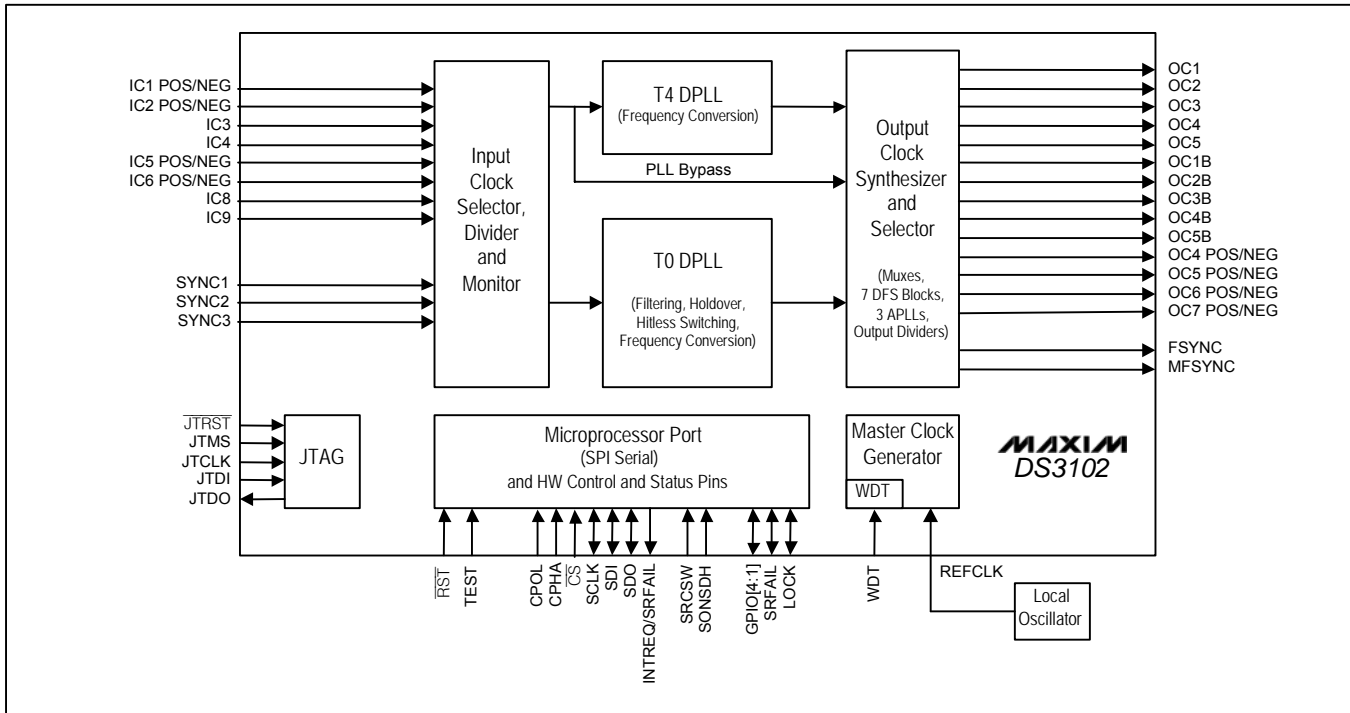 IC1 POS/NEG
IC2 POS/NEG
IC3
IC4
IC5 POS/NEG
IC6 POS/NEG
IC8
IC9
SYNC1
SYNC2
SYNC3
Input
Clock
Selector,
Divider
and
Monitor
T4 DPLL
(Frequency Conversion)
PLL Bypass
T0 DPLL
(Filtering, Holdover,
Hitless Switching,
Frequency Conversion)
Output
Clock
Synthesizer
and
Selector
(Muxes,
7 DFS Blocks,
3 APLLs,
Output Dividers)
OC1
OC2
OC3
OC4
OC5
OC1B
OC2B
OC3B
OC4B
OC5B
OC4 POS/NEG
OC5 POS/NEG
OC6 POS/NEG
OC7 POS/NEG
FSYNC
MFSYNC
JTRST
JTMS
JTCLK
JTDI
JTDO
JTAG
Microprocessor Port
(SPI Serial)
and HW Control and Status Pins
Master Clock
Generator
WDT
MAXIM
DS3102
RST
TEST
CPOL
CPHA
CS
SCLK
SDI
SDO
INTREQ/SRFAIL
SRCSW
SONSDH
GPIO[4:1]
SRFAIL
LOCK
WDT
REFCLK
Local
Oscillator